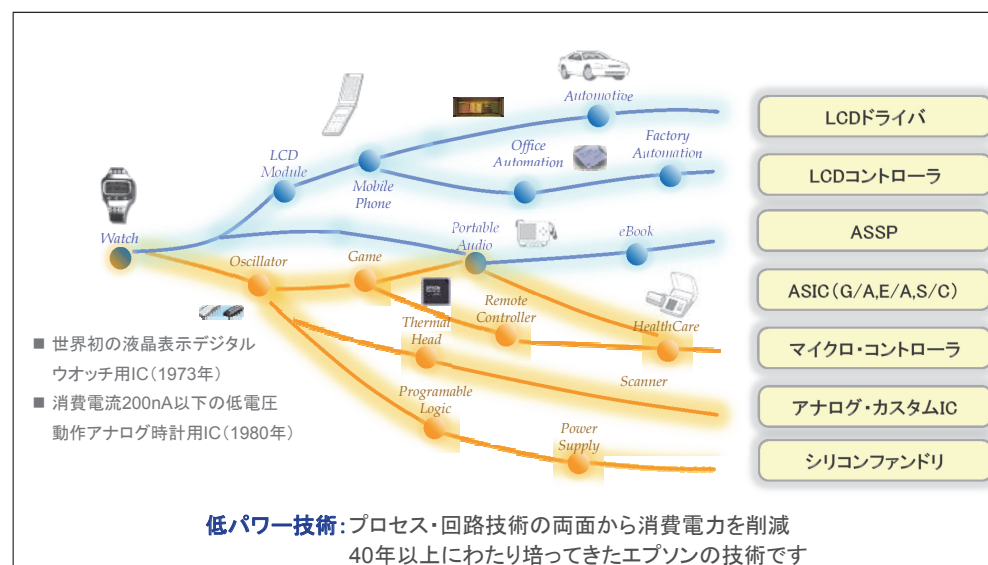 Automotive
LCDドライバ
LCD
Module
Office
Automation
Factory
Automation
LCDコントローラ
Mobile
Phone
Watch
Portable
Audio
eBook
ASSP
Oscillator
Game
ASIC(G/A,E/A,S/C)
Remote
Controller
Thermal
Head
HealthCare
■ 世界初の液晶表示デジタル
ウオッチ用IC(1973年)
マイクロ・コントローラ
Scanner
■ 消費電流200nA以下の低電圧
動作アナログ時計用IC(1980年)
Programable
Logic
アナログ・カスタムIC
Power
Supply
シリコンファンドリ
低パワー技術:プロセス・回路技術の両面から消費電力を削減
40年以上にわたり培ってきたエプソンの技術です